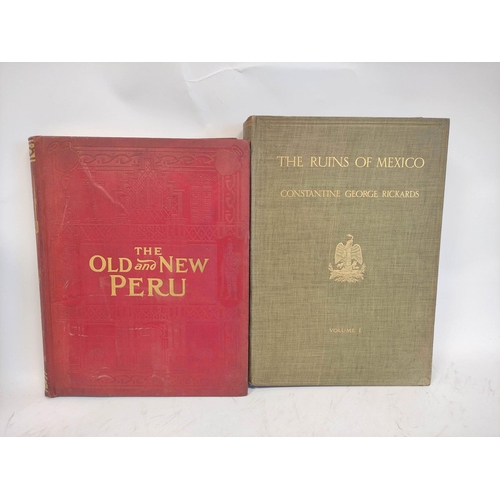 THE
OLD and NEW
PERU
THE RUINS OF MEXICO
CONSTANTINE GEORGE RICKARDS
VOLUME I